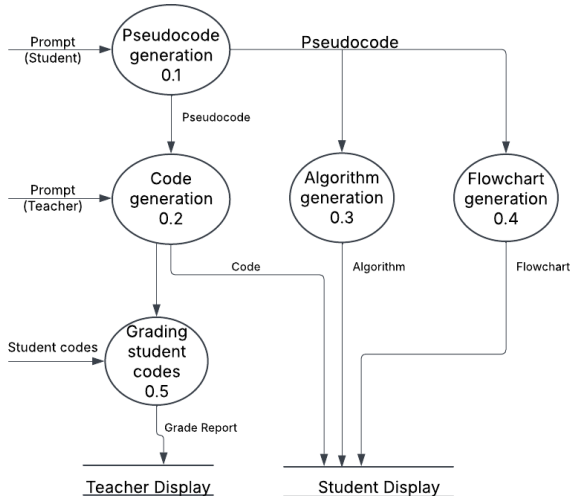 Prompt
(Student)
Pseudocode
generation
0.1
Pseudocode
Pseudocode
Prompt
(Teacher)
Code
generation
0.2
Algorithm
generation
0.3
Flowchart
generation
0.4
Code
Algorithm
Flowchart
Student codes
Grading
student
codes
0.5
Grade Report
Teacher Display
Student Display